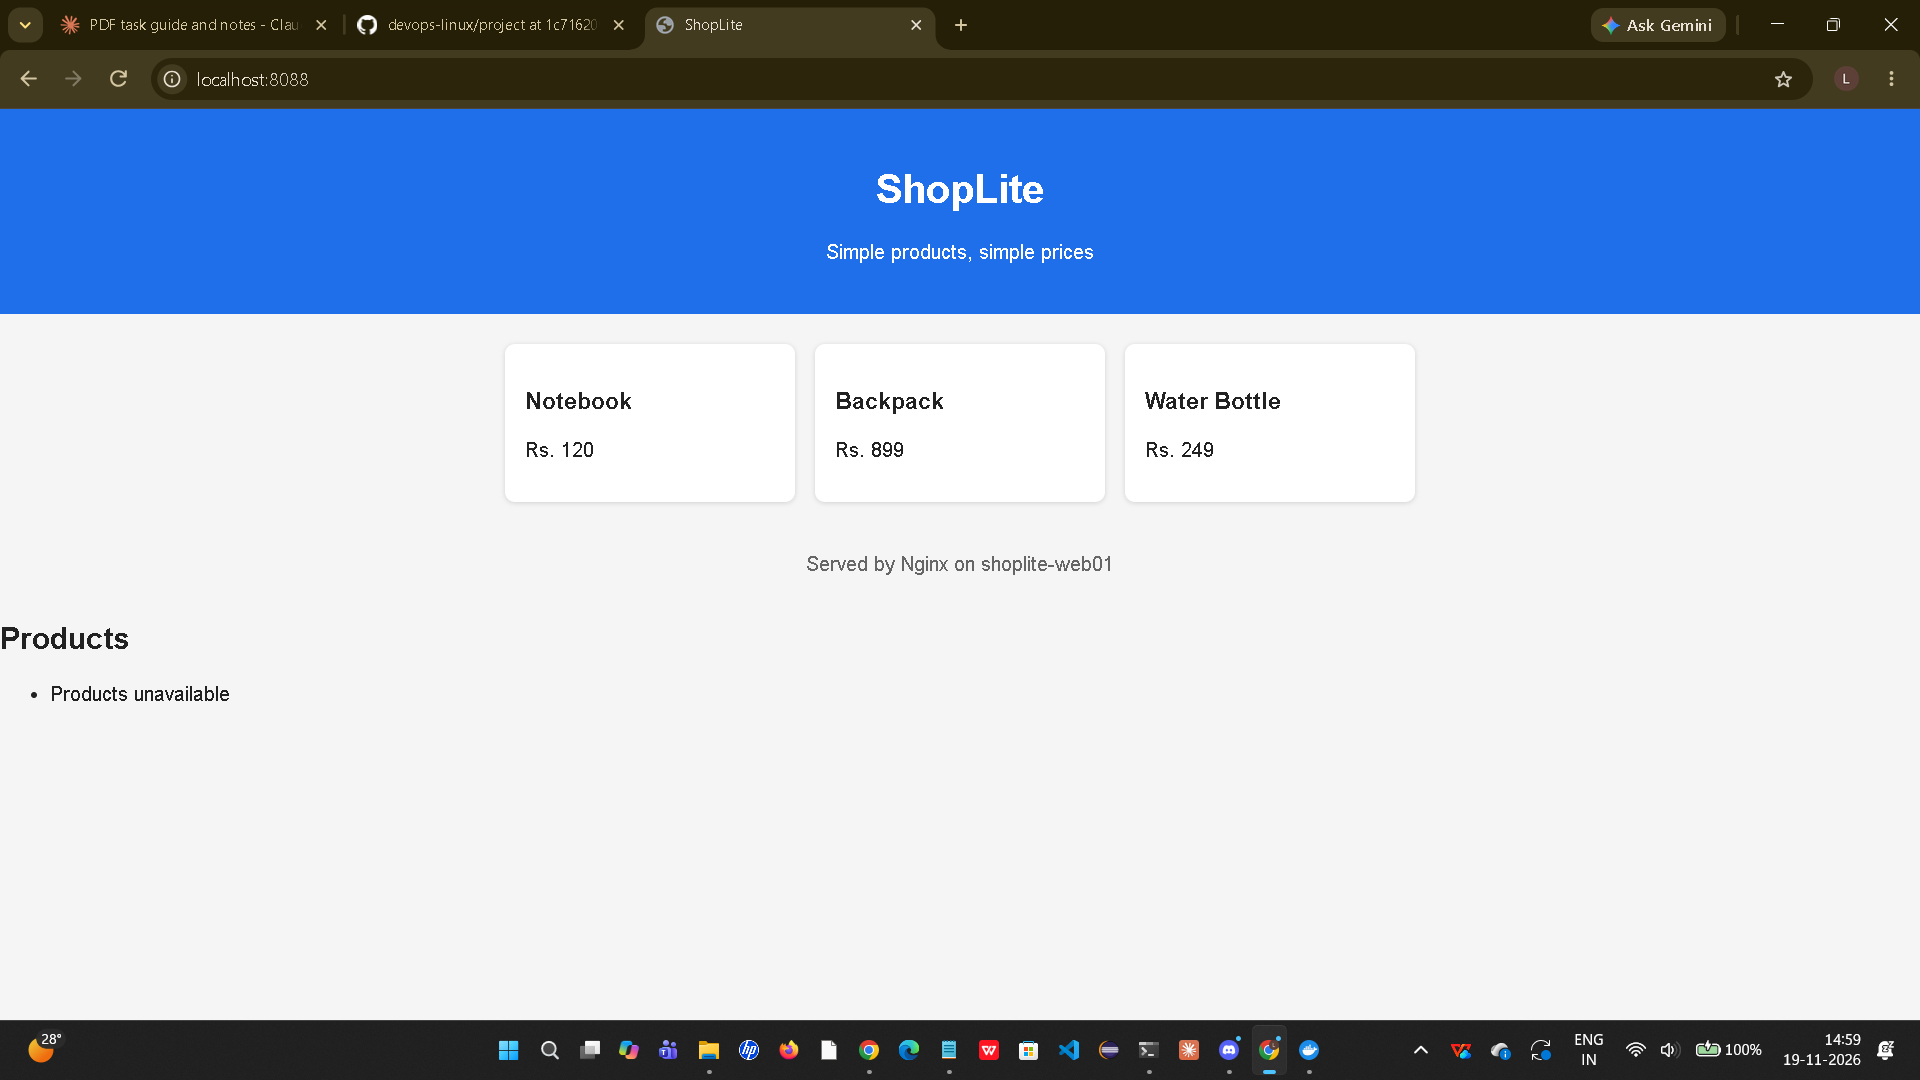 PDF task guide and notes - Clau
devops-linux/project at 1c71620
ShopLite
Ask Gemini
localhost:8088
L
ShopLite
Simple products, simple prices
Notebook
Rs. 120
Backpack
Rs. 899
Water Bottle
Rs. 249
Served by Nginx on shoplite-web01
Products
• Products unavailable
28°
ENG
IN
100%
14:59
19-11-2026